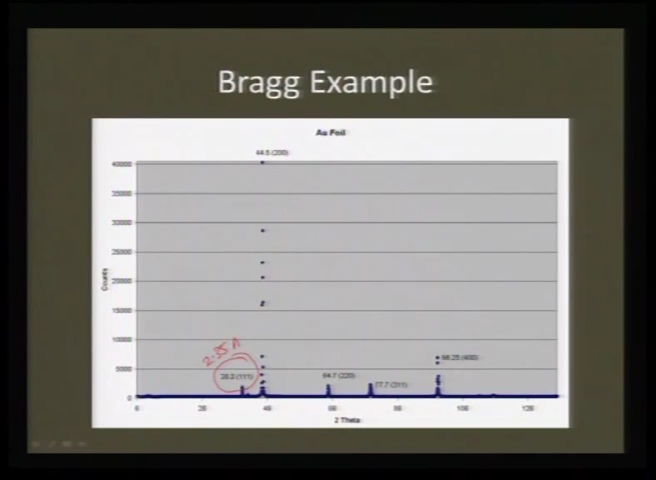 Bragg Example
Au Foil
44.5 (200)
40000
35000
30000
25000
20000
15000
10000
5000
0
Counts
2.35 A
38.2 (111)
64.7 (220)
77.7 (311)
98.25 (400)
0 20 40 60 80 100 120
2 Theta